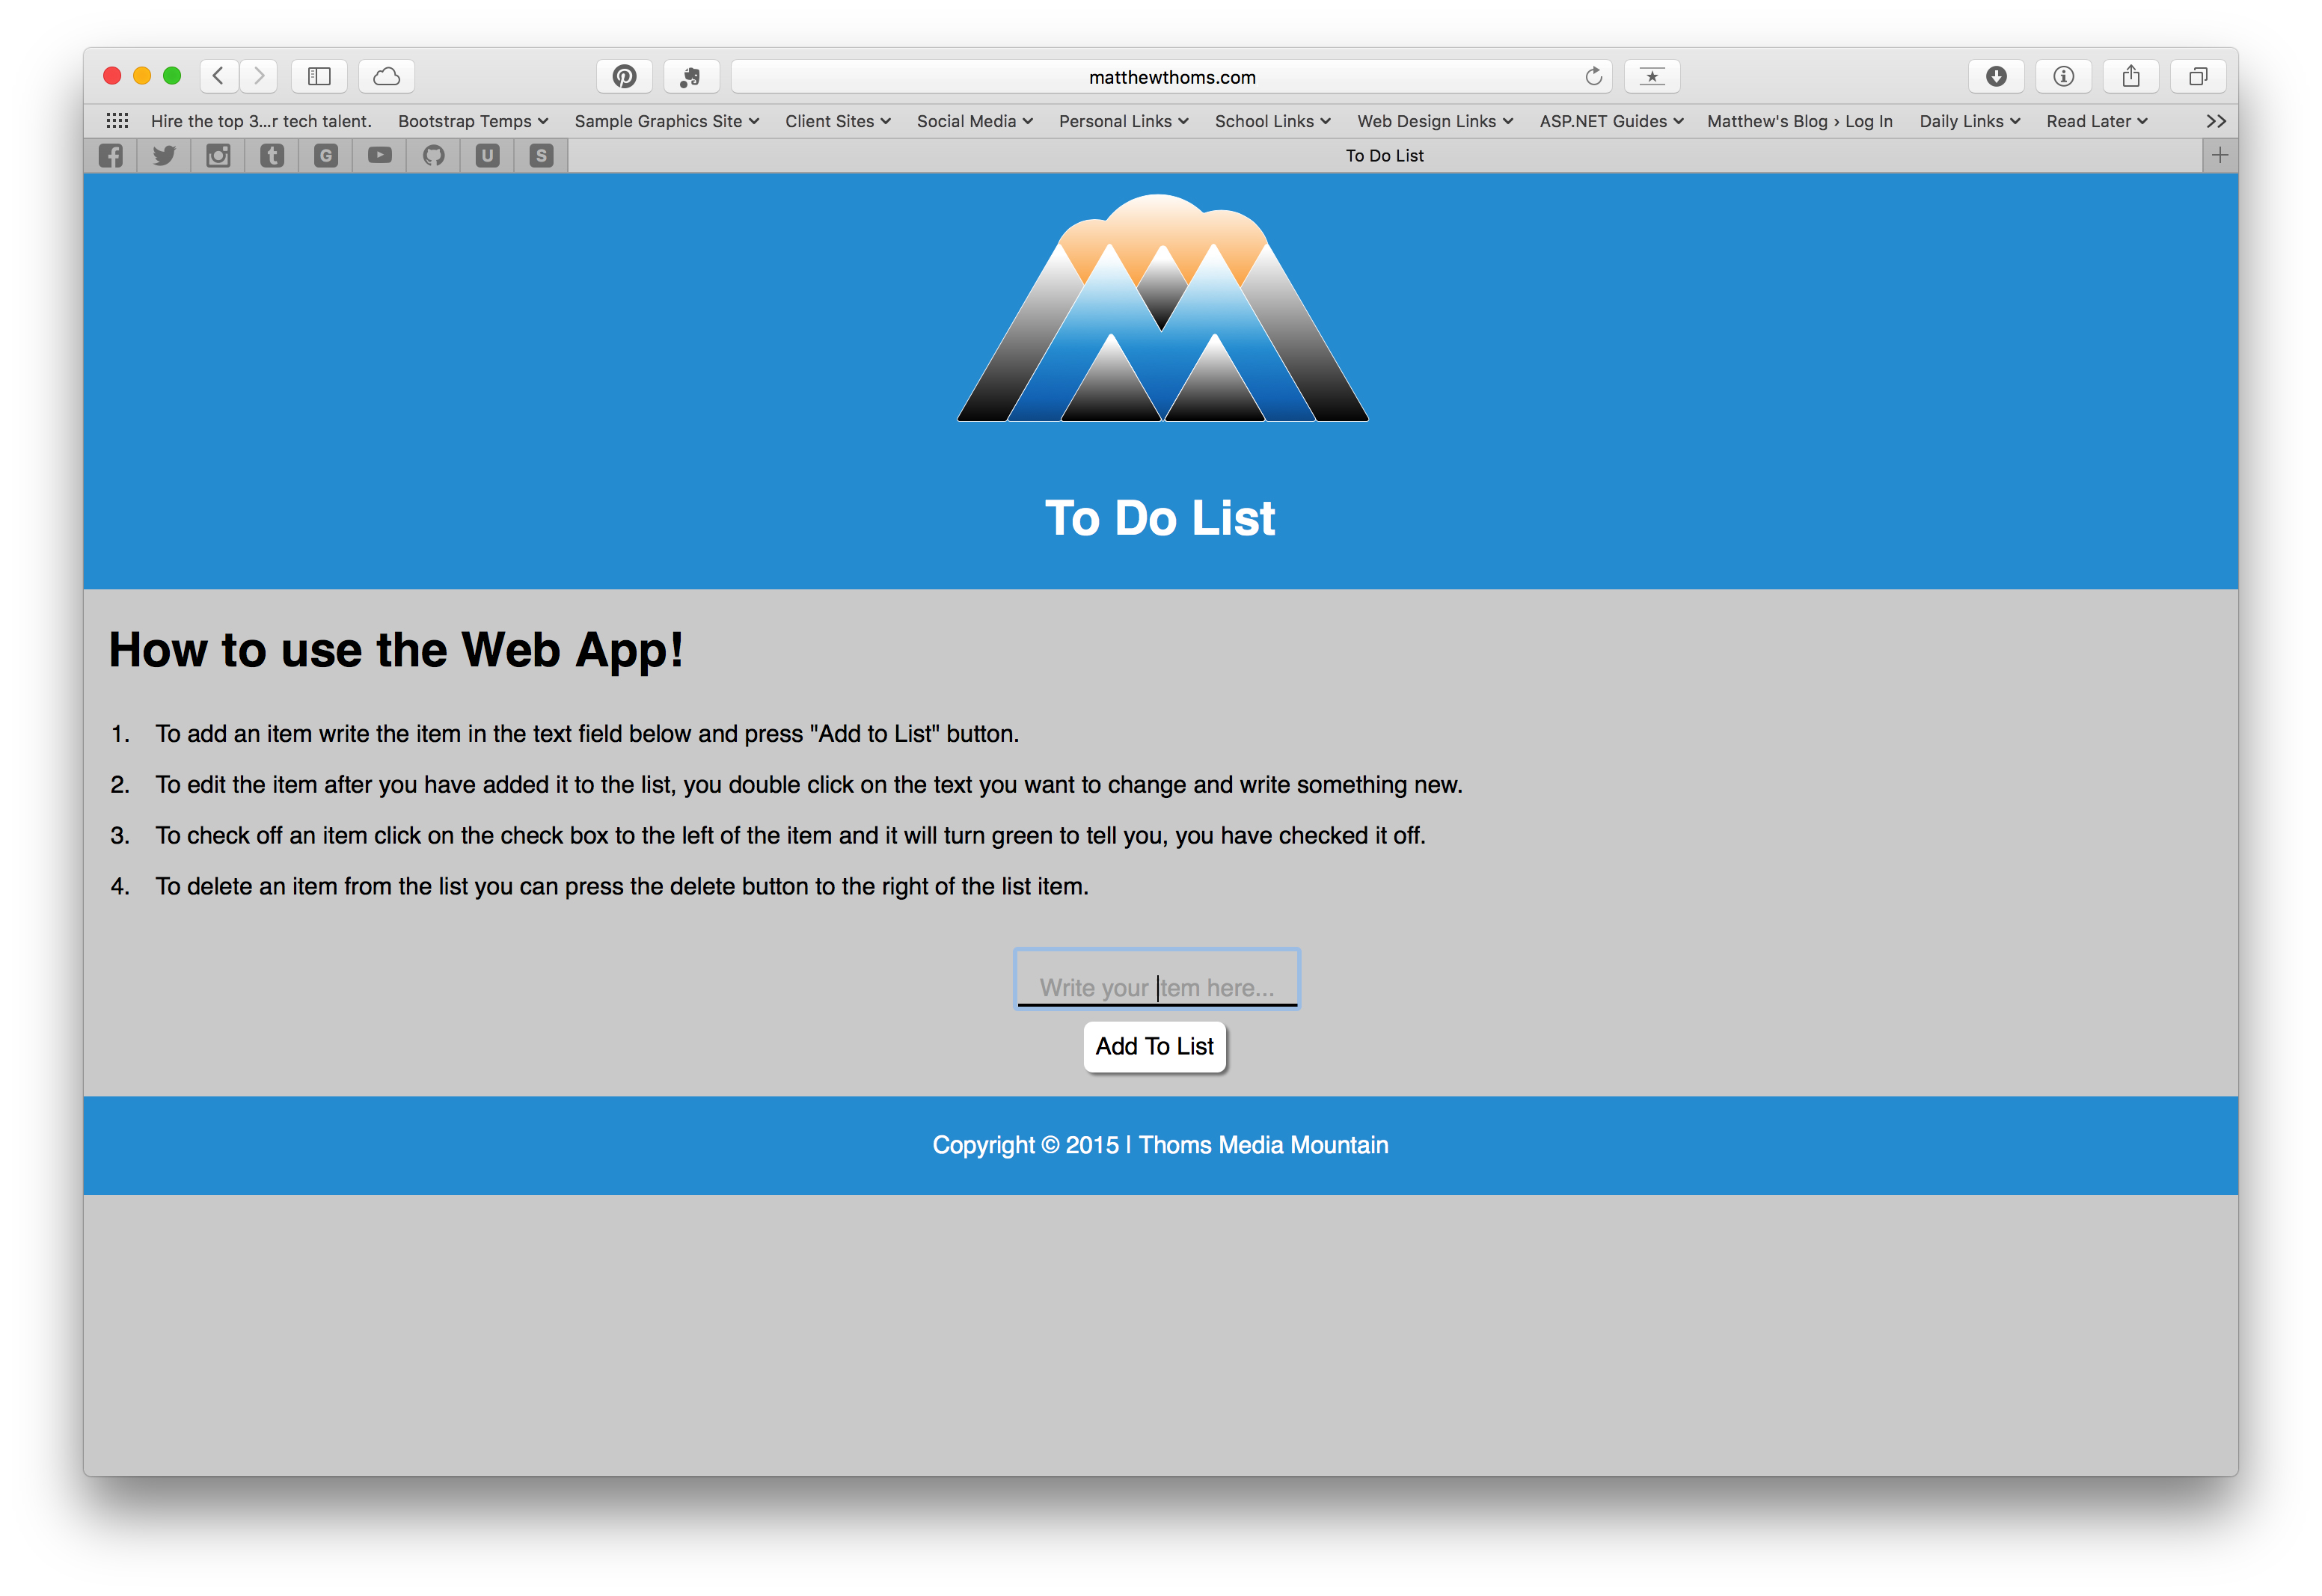 matthewthoms.com
Hire the top 3...r tech talent. Bootstrap Temps Sample Graphics Site Client Sites Social Media Personal Links School Links Web Design Links ASP.NET Guides Matthew's Blog › Log In Daily Links Read Later
t G U S To Do List
To Do List
How to use the Web App!
1. To add an item write the item in the text field below and press "Add to List" button.
2. To edit the item after you have added it to the list, you double click on the text you want to change and write something new.
3. To check off an item click on the check box to the left of the item and it will turn green to tell you, you have checked it off.
4. To delete an item from the list you can press the delete button to the right of the list item.
Write your item here...
Add To List
Copyright © 2015 | Thoms Media Mountain